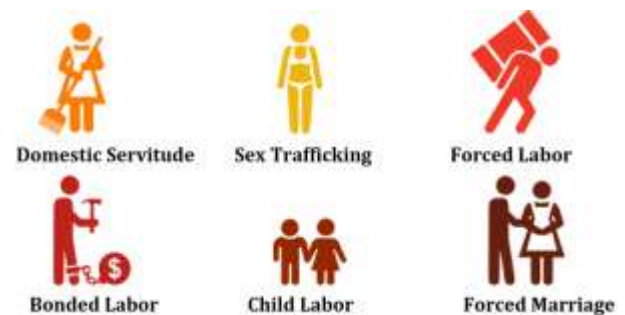 Domestic Servitude
Sex Trafficking
Forced Labor
$
Bonded Labor
Child Labor
Forced Marriage